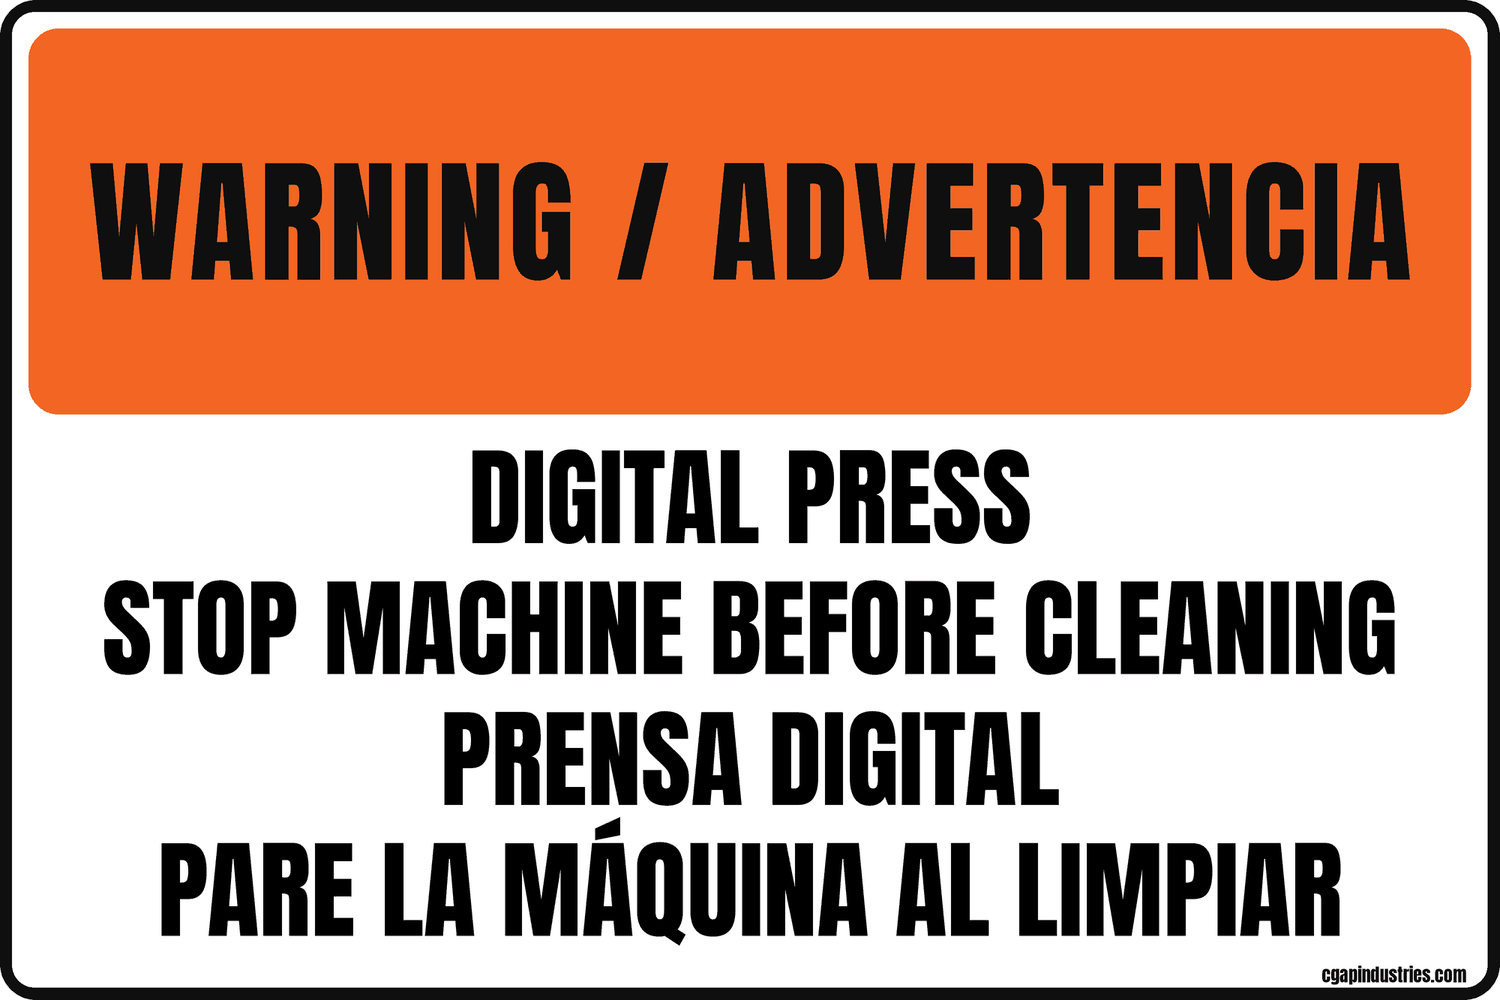 WARNING / ADVERTENCIA
DIGITAL PRESS
STOP MACHINE BEFORE CLEANING
PRENSA DIGITAL
PARE LA MÁQUINA AL LIMPIAR
cgapindustries.com